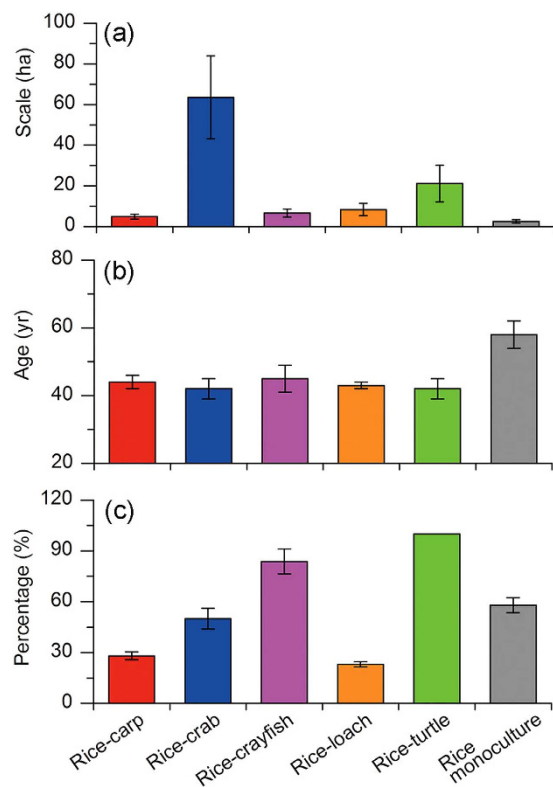 (a)
Scale (ha)
100
80
60
40
20
0
(b)
Age (yr)
80
60
40
20
(c)
Percentage (%)
120
90
60
30
0
Rice-carp
Rice-crab
Rice-crayfish
Rice-loach
Rice-turtle
Rice
monoculture